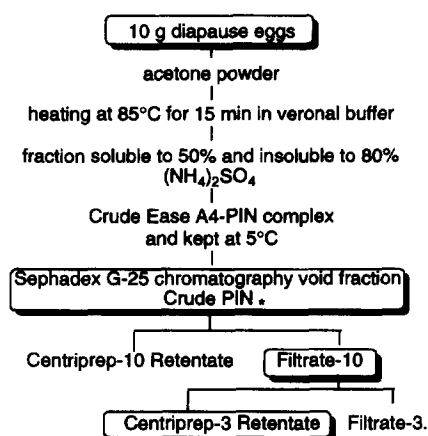 10 g diapause eggs
acetone powder
heating at 85°C for 15 min in veronal buffer
fraction soluble to 50% and insoluble to 80%
(NH₄)₂SO₄
Crude Ease A4-PIN complex
and kept at 5°C
Sephadex G-25 chromatography void fraction
Crude PIN *
Centriprep-10 Retentate Filtrate-10
Centriprep-3 Retentate Filtrate-3.